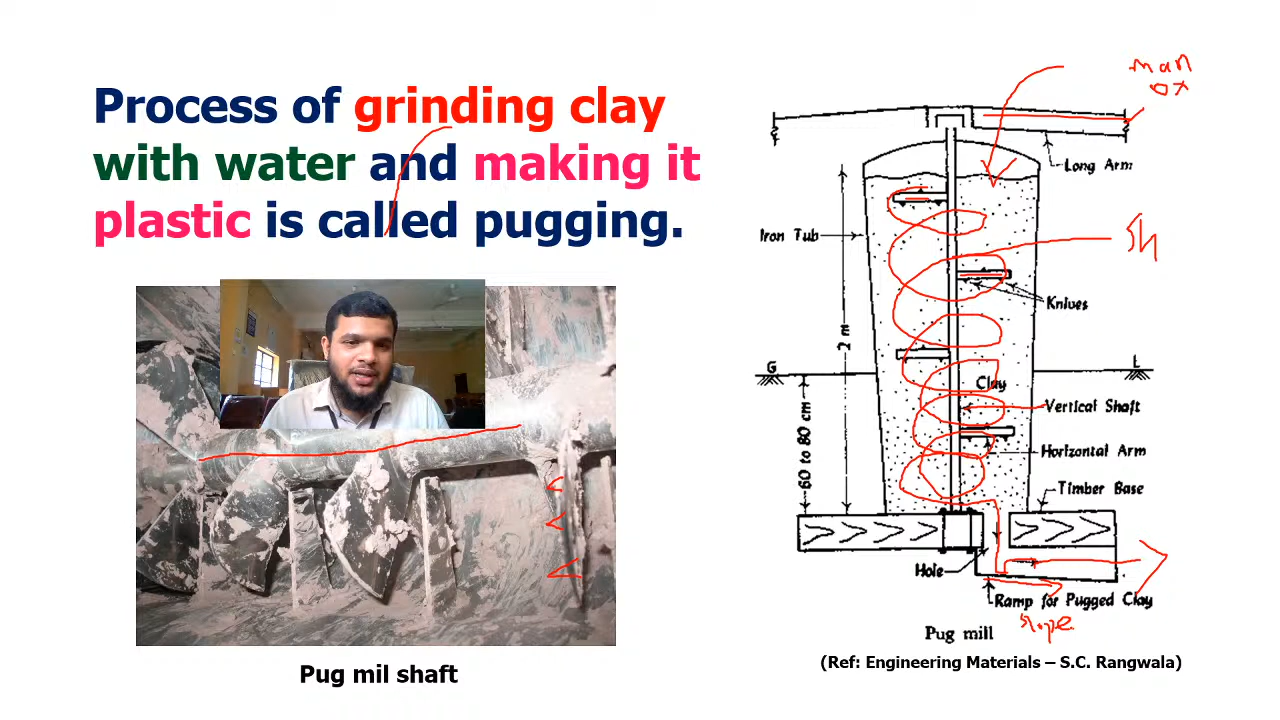 Process of grinding clay
with water and making it
plastic is called pugging.
Pug mil shaft
man
ox
Long Arm
Iron Tub
Sh
Knives
2 m
G
L
Clay
Vertical Shaft
60 to 80 cm
Horizontal Arm
Timber Base
Hole
Ramp for Pugged Clay
slope
Pug mill
(Ref: Engineering Materials – S.C. Rangwala)